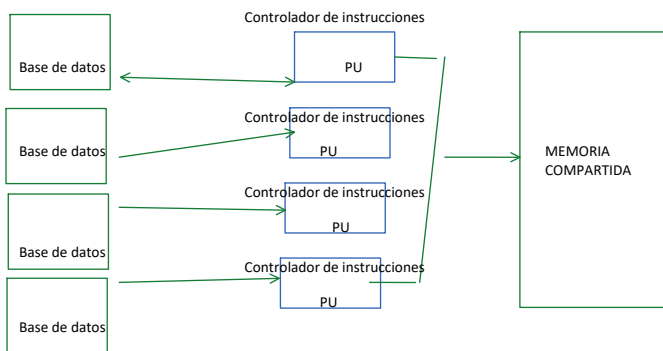 Controlador de instrucciones
Base de datos
PU
Controlador de instrucciones
Base de datos
PU
MEMORIA
COMPARTIDA
Controlador de instrucciones
Base de datos
PU
Controlador de instrucciones
Base de datos
PU